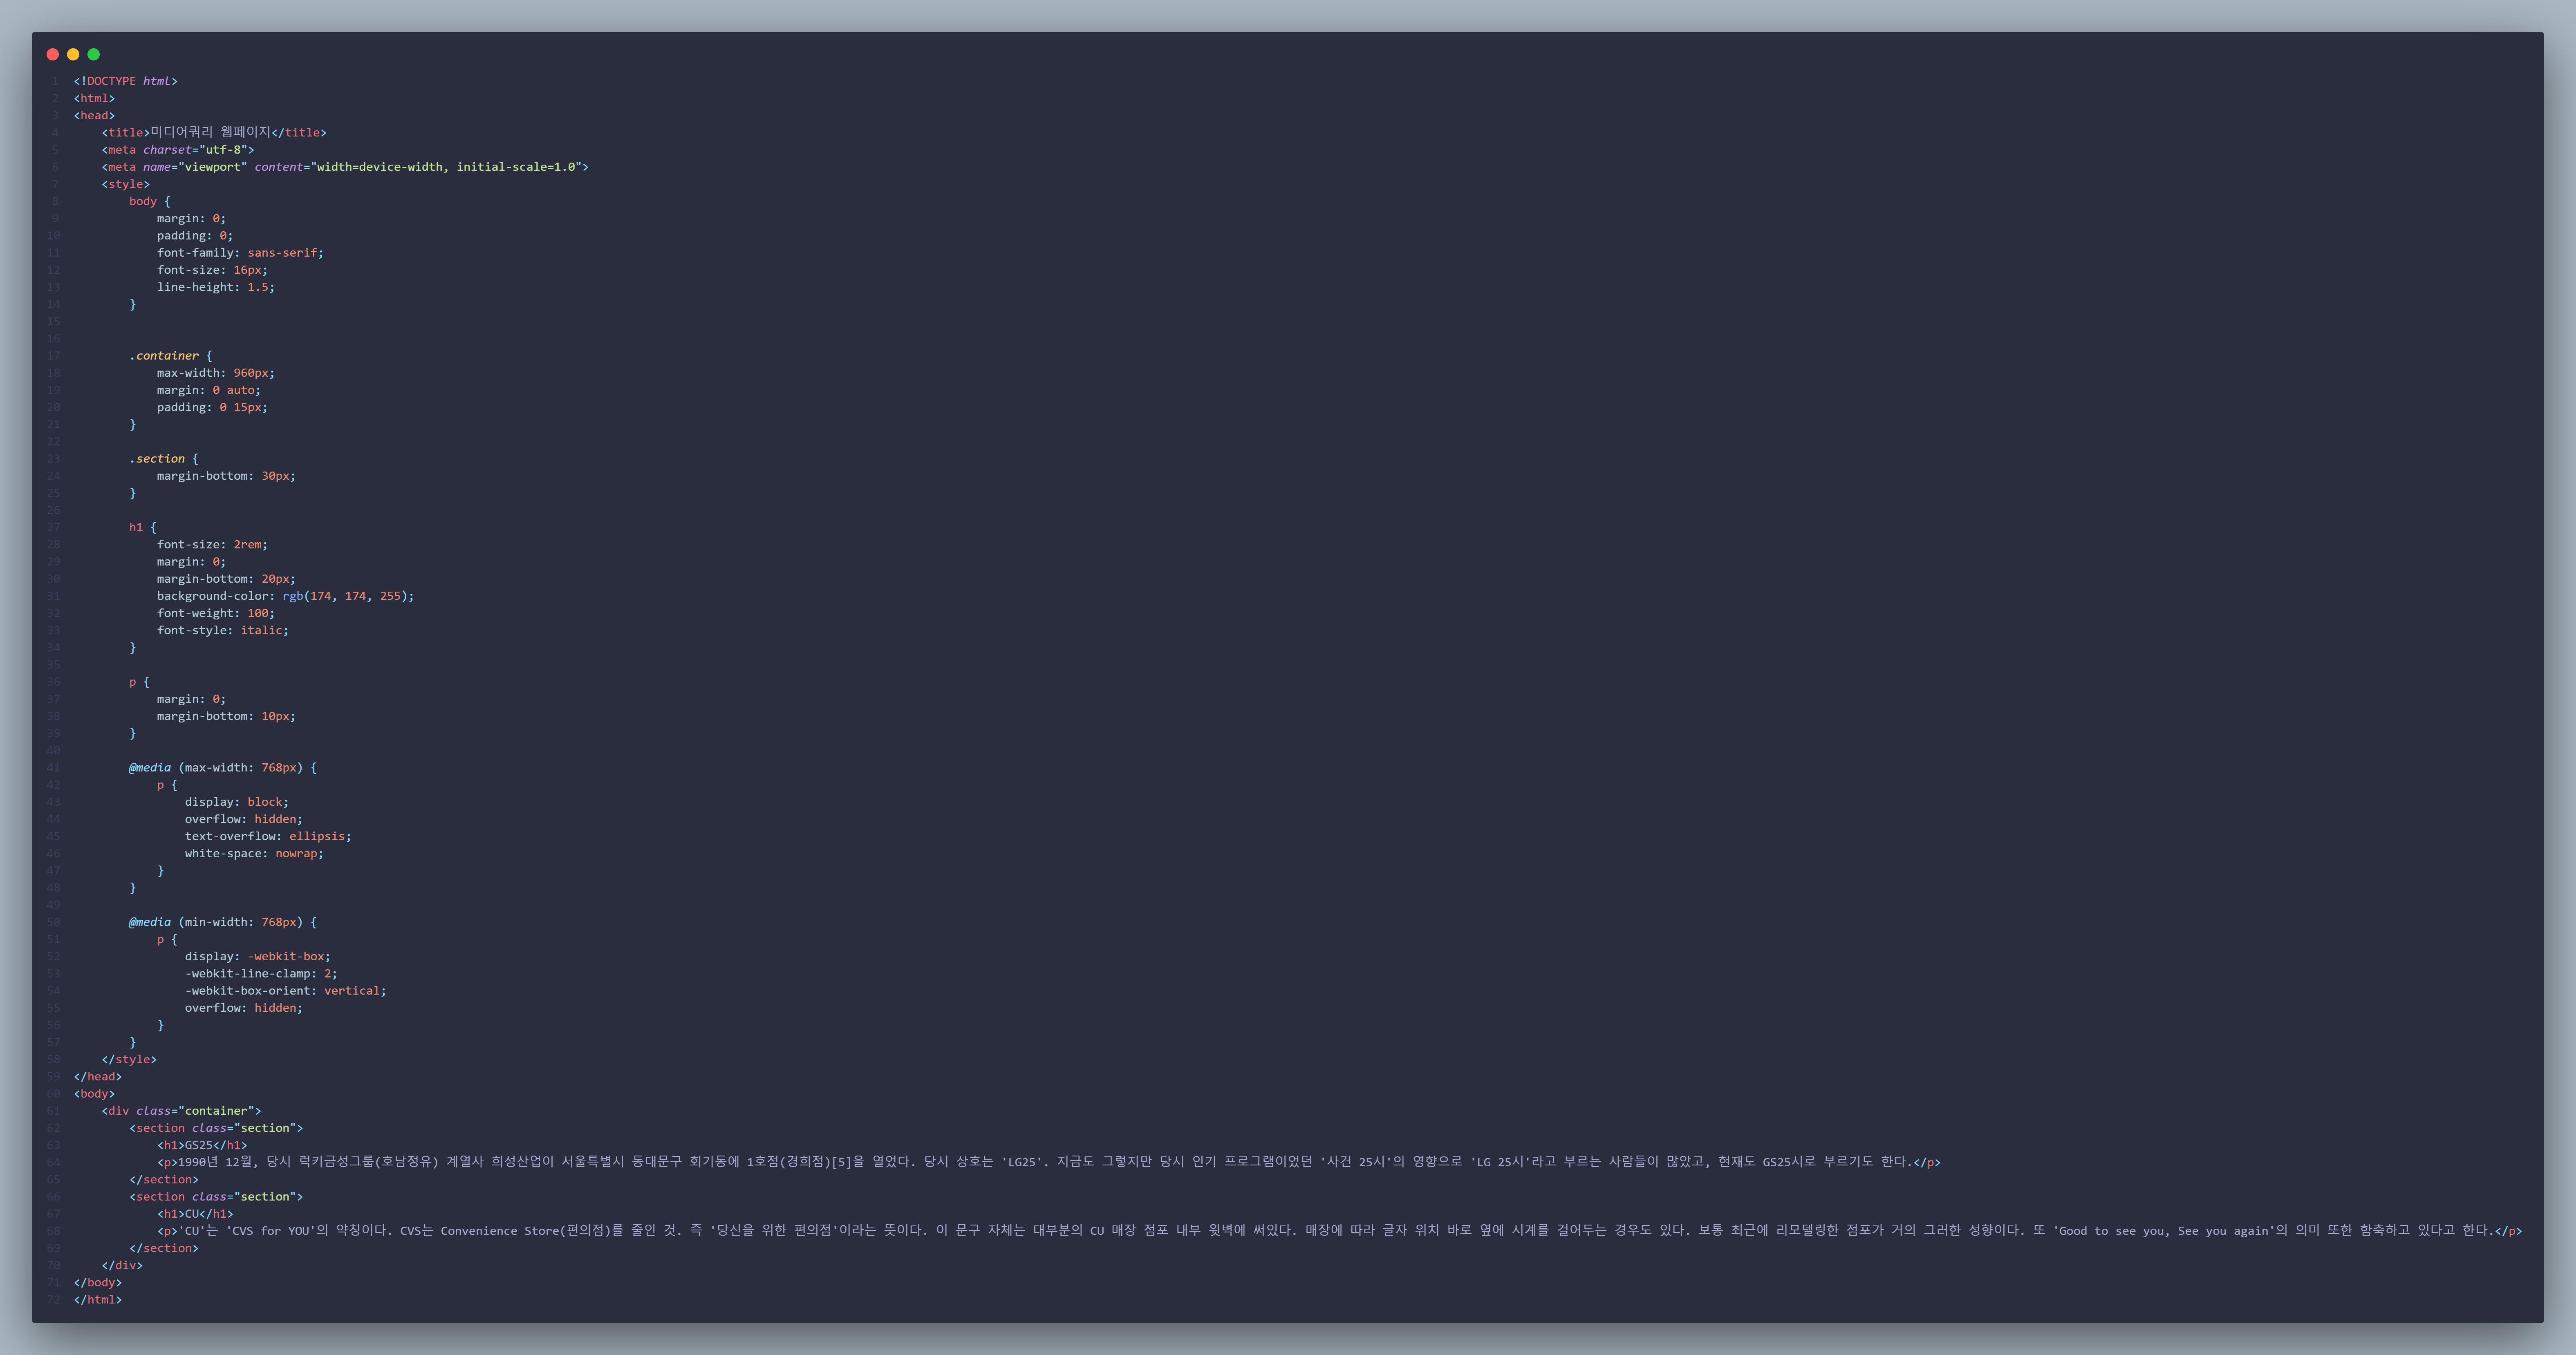 1 <!DOCTYPE html>
2 <html>
3 <head>
4     <title>미디어쿼리 웹페이지</title>
5     <meta charset="utf-8">
6     <meta name="viewport" content="width=device-width, initial-scale=1.0">
7     <style>
8         body {
9             margin: 0;
10             padding: 0;
11             font-family: sans-serif;
12             font-size: 16px;
13             line-height: 1.5;
14         }
15
16
17         .container {
18             max-width: 960px;
19             margin: 0 auto;
20             padding: 0 15px;
21         }
22
23         .section {
24             margin-bottom: 30px;
25         }
26
27         h1 {
28             font-size: 2rem;
29             margin: 0;
30             margin-bottom: 20px;
31             background-color: rgb(174, 174, 255);
32             font-weight: 100;
33             font-style: italic;
34         }
35
36         p {
37             margin: 0;
38             margin-bottom: 10px;
39         }
40
41         @media (max-width: 768px) {
42             p {
43                 display: block;
44                 overflow: hidden;
45                 text-overflow: ellipsis;
46                 white-space: nowrap;
47             }
48         }
49
50         @media (min-width: 768px) {
51             p {
52                 display: -webkit-box;
53                 -webkit-line-clamp: 2;
54                 -webkit-box-orient: vertical;
55                 overflow: hidden;
56             }
57         }
58     </style>
59 </head>
60 <body>
61     <div class="container">
62         <section class="section">
63             <h1>GS25</h1>
64             <p>1990년 12월, 당시 럭키금성그룹(호남정유) 계열사 희성산업이 서울특별시 동대문구 회기동에 1호점(경희점)[5]을 열었다. 당시 상호는 'LG25'. 지금도 그렇지만 당시 인기 프로그램이었던 '사건 25시'의 영향으로 'LG 25시'라고 부르는 사람들이 많았고, 현재도 GS25시로 부르기도 한다.</p>
65         </section>
66         <section class="section">
67             <h1>CU</h1>
68             <p>'CU'는 'CVS for YOU'의 약칭이다. CVS는 Convenience Store(편의점)를 줄인 것. 즉 '당신을 위한 편의점'이라는 뜻이다. 이 문구 자체는 대부분의 CU 매장 점포 내부 윗벽에 써있다. 매장에 따라 글자 위치 바로 옆에 시계를 걸어두는 경우도 있다. 보통 최근에 리모델링한 점포가 거의 그러한 성향이다. 또 'Good to see you, See you again'의 의미 또한 함축하고 있다고 한다.</p>
69         </section>
70     </div>
71 </body>
72 </html>